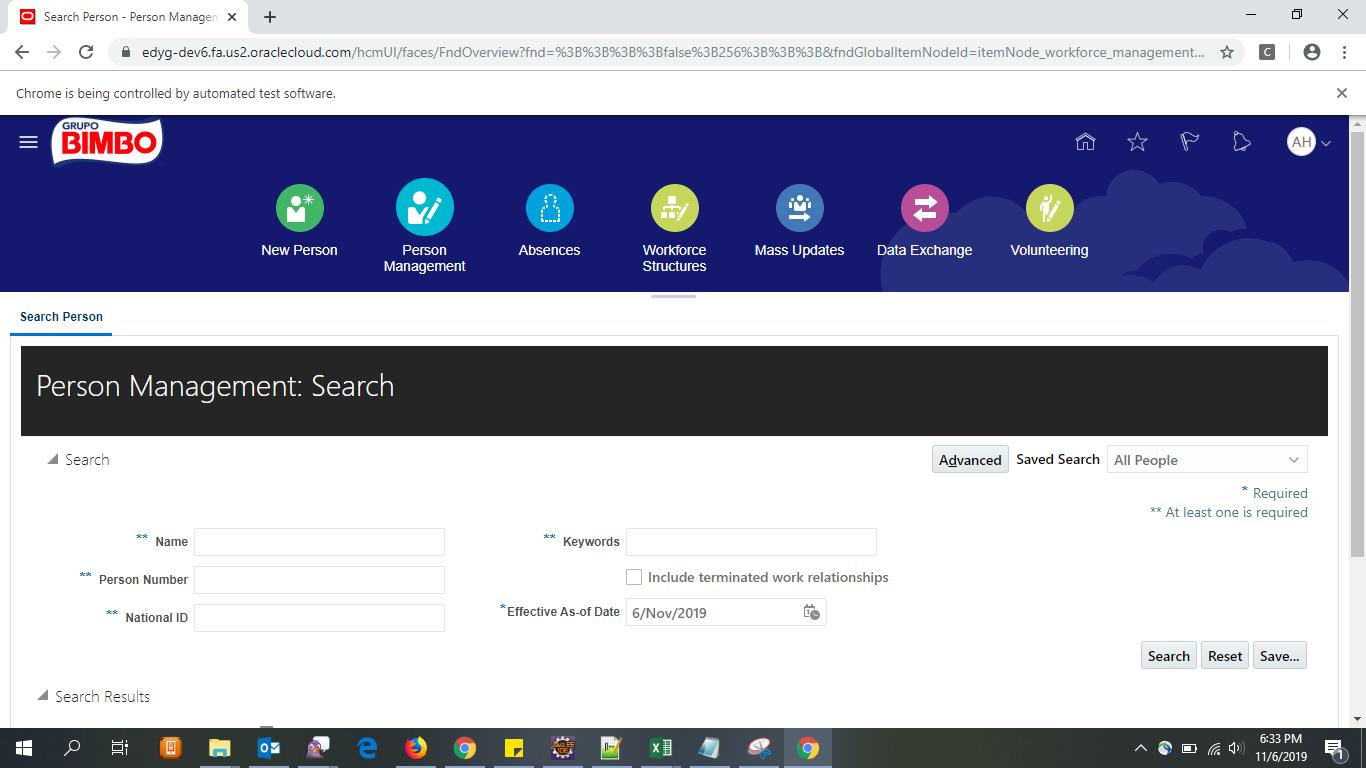 Search Person - Person Managem
edyg-dev6.fa.us2.oraclecloud.com/hcmUI/faces/FndOverview?fnd=%3B%3B%3B%3Bfalse%3B256%3B%3B%3B&fndGlobalItemNodeId=itemNode_workforce_management...
C
Chrome is being controlled by automated test software.
GRUPO
BIMBO
AH
New Person
Person
Management
Absences
Workforce
Structures
Mass Updates
Data Exchange
Volunteering
Search Person
Person Management: Search
Search
Advanced
Saved Search
All People
* Required
** At least one is required
** Name
** Keywords
** Person Number
Include terminated work relationships
** National ID
*Effective As-of Date
6/Nov/2019
Search
Reset
Save...
Search Results
6:33 PM
11/6/2019
1